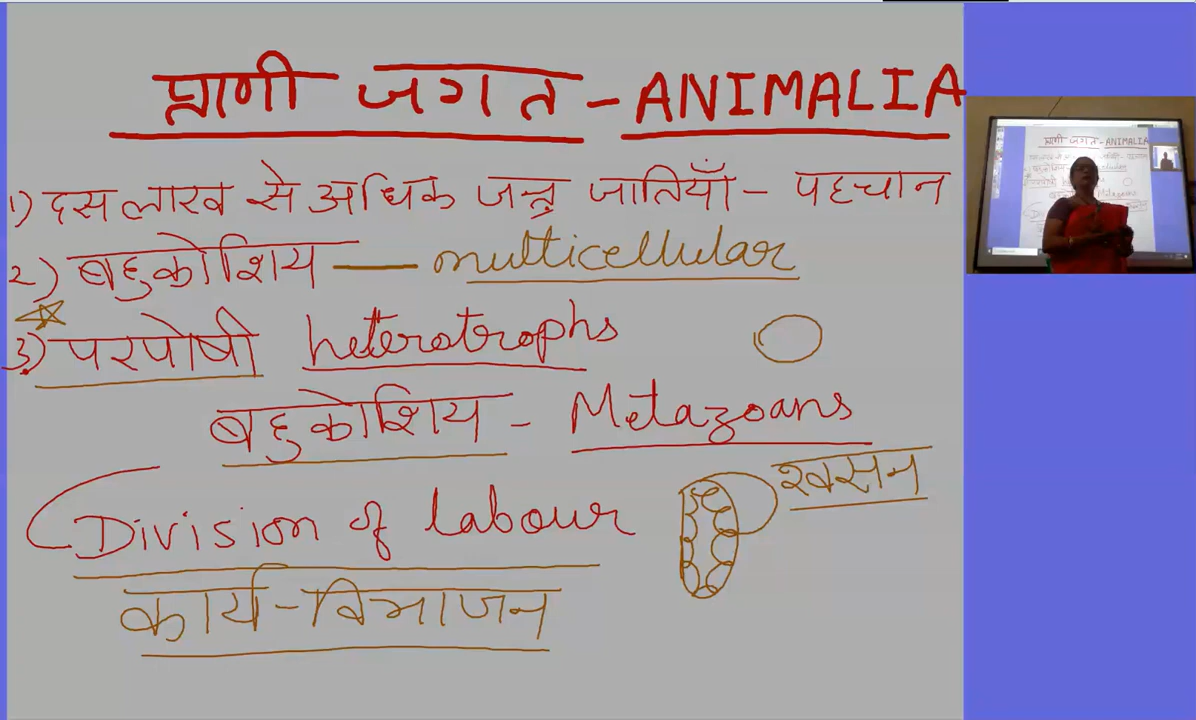 प्राणी जगत - ANIMALIA
1) दस लाख से अधिक जन्तु जातियाँ - पहचान
2) बहुकोशिय — multicellular
3) परपोषी heterotrophs
बहुकोशिय - Metazoans
श्वसन
Division of labour
कार्य-विभाजन